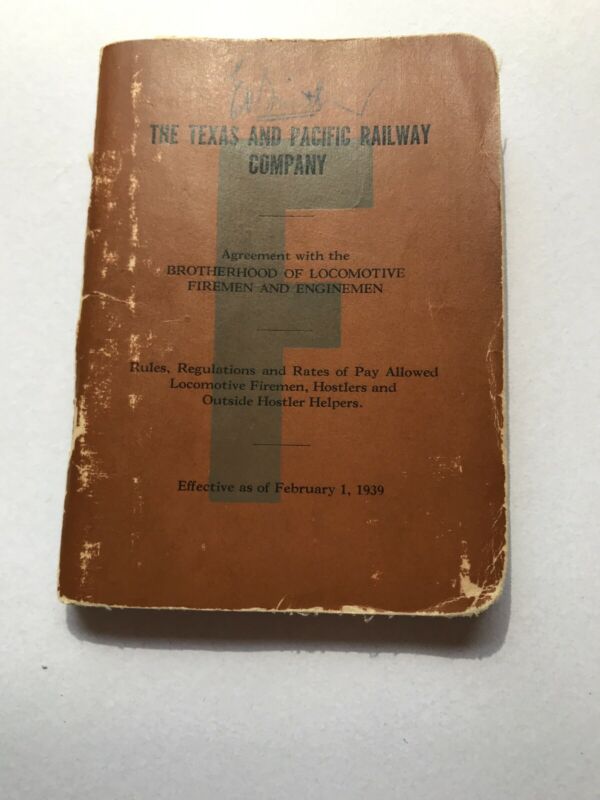 THE TEXAS AND PACIFIC RAILWAY
COMPANY
F
Agreement with the
BROTHERHOOD OF LOCOMOTIVE
FIREMEN AND ENGINEMEN
Rules, Regulations and Rates of Pay Allowed
Locomotive Firemen, Hostlers and
Outside Hostler Helpers.
Effective as of February 1, 1939